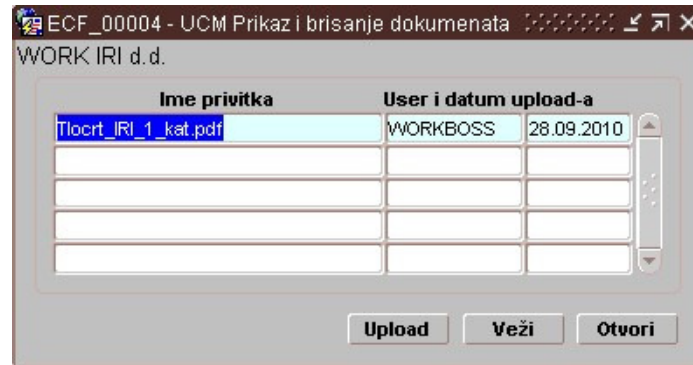 ECF_00004 - UCM Prikaz i brisanje dokumenata
WORK IRI d.d.
Ime privitka User i datum upload-a
Tlocrt_IRI_1_kat.pdf WORKBOSS 28.09.2010
Upload Veži Otvori